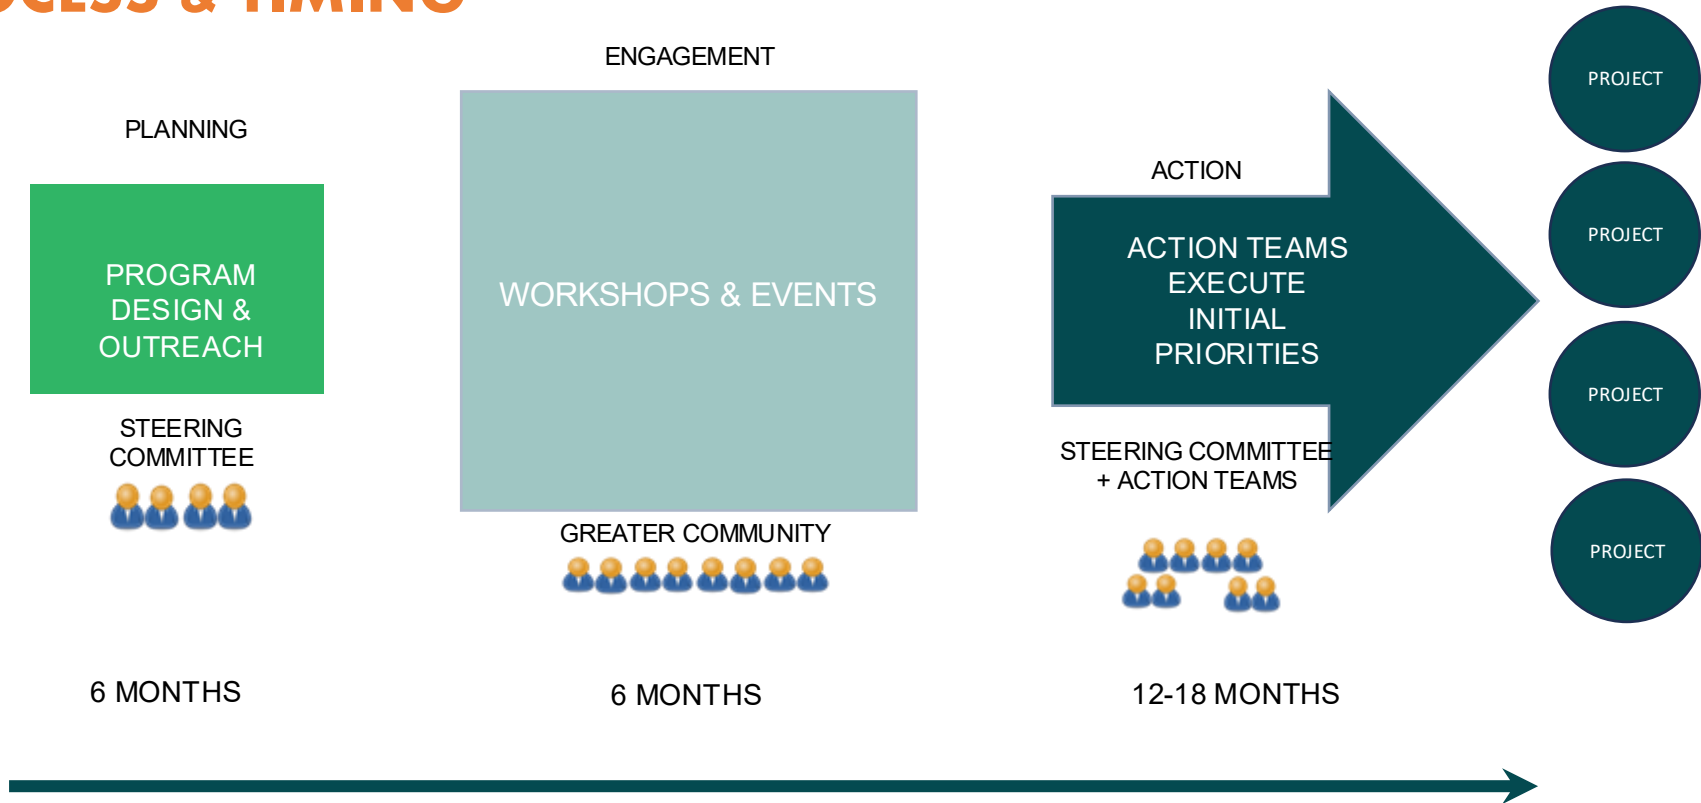 & TIMING
PLANNING
PROGRAM
DESIGN &
OUTREACH
STEERING
COMMITTEE
6 MONTHS
ENGAGEMENT
WORKSHOPS & EVENTS
GREATER COMMUNITY
6 MONTHS
ACTION
ACTION TEAMS
EXECUTE
INITIAL
PRIORITIES
STEERING COMMITTEE
+ ACTION TEAMS
12-18 MONTHS
PROJECT
PROJECT
PROJECT
PROJECT